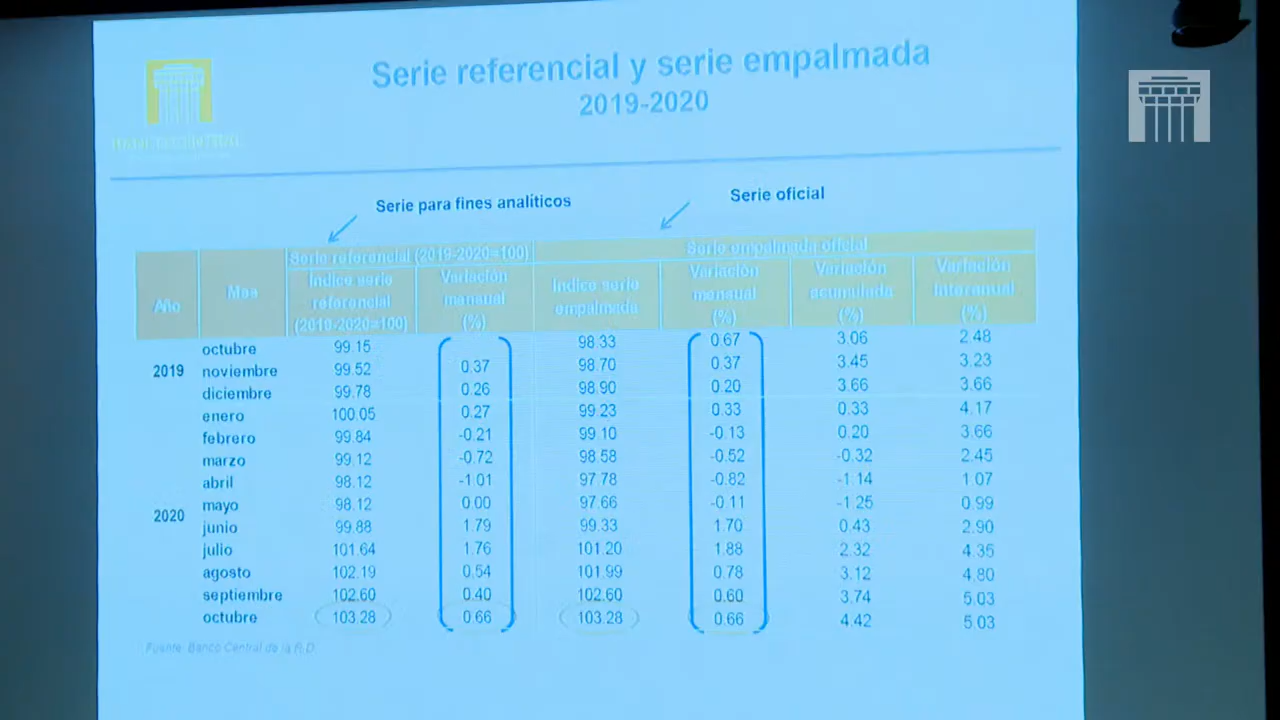 Serie referencial y serie empalmada
2019-2020
BANCO CENTRAL
Serie para fines analíticos
Serie oficial
Serie referencial (2019-2020=100) Serie empalmada oficial
Año Mes Índice serie referencial (2019-2020=100) Variación mensual (%) Índice serie empalmada Variación mensual (%) Variación acumulada (%) Variación interanual (%)
2019 octubre 99.15 98.33 0.67 3.06 2.48
noviembre 99.52 0.37 98.70 0.37 3.45 3.23
diciembre 99.78 0.26 98.90 0.20 3.66 3.66
2020 enero 100.05 0.27 99.23 0.33 0.33 4.17
febrero 99.84 -0.21 99.10 -0.13 0.20 3.66
marzo 99.12 -0.72 98.58 -0.52 -0.32 2.45
abril 98.12 -1.01 97.78 -0.82 -1.14 1.07
mayo 98.12 0.00 97.66 -0.11 -1.25 0.99
junio 99.88 1.79 99.33 1.70 0.43 2.90
julio 101.64 1.76 101.20 1.88 2.32 4.35
agosto 102.19 0.54 101.99 0.78 3.12 4.80
septiembre 102.60 0.40 102.60 0.60 3.74 5.03
octubre 103.28 0.66 103.28 0.66 4.42 5.03
Fuente: Banco Central de la R.D.